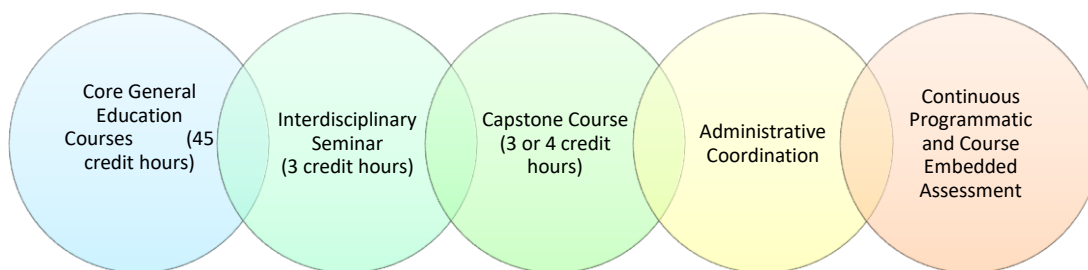 Core General
Education
Courses (45
credit hours)
Interdisciplinary
Seminar
(3 credit hours)
Capstone Course
(3 or 4 credit
hours)
Administrative
Coordination
Continuous
Programmatic
and Course
Embedded
Assessment